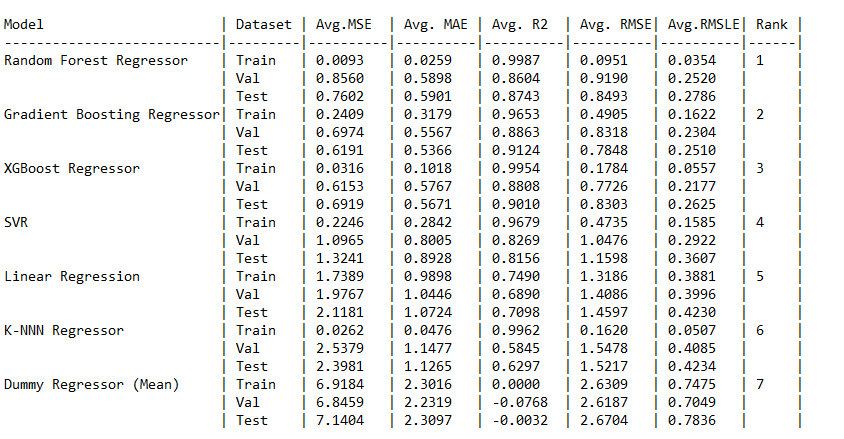 Model | Dataset | Avg.MSE | Avg. MAE | Avg. R2 | Avg. RMSE| Avg.RMSLE| Rank |
---------------------------|---------|----------|---------|----------|---------|----------|------|
Random Forest Regressor | Train | 0.0093 | 0.0259 | 0.9987 | 0.0951 | 0.0354 | 1 |
| Val | 0.8560 | 0.5898 | 0.8604 | 0.9190 | 0.2520 | |
| Test | 0.7602 | 0.5901 | 0.8743 | 0.8493 | 0.2786 | |
Gradient Boosting Regressor| Train | 0.2409 | 0.3179 | 0.9653 | 0.4905 | 0.1622 | 2 |
| Val | 0.6974 | 0.5567 | 0.8863 | 0.8318 | 0.2304 | |
| Test | 0.6191 | 0.5366 | 0.9124 | 0.7848 | 0.2510 | |
XGBoost Regressor | Train | 0.0316 | 0.1018 | 0.9954 | 0.1784 | 0.0557 | 3 |
| Val | 0.6153 | 0.5767 | 0.8808 | 0.7726 | 0.2177 | |
| Test | 0.6919 | 0.5671 | 0.9010 | 0.8303 | 0.2625 | |
SVR | Train | 0.2246 | 0.2842 | 0.9679 | 0.4735 | 0.1585 | 4 |
| Val | 1.0965 | 0.8005 | 0.8269 | 1.0476 | 0.2922 | |
| Test | 1.3241 | 0.8928 | 0.8156 | 1.1598 | 0.3607 | |
Linear Regression | Train | 1.7389 | 0.9898 | 0.7490 | 1.3186 | 0.3881 | 5 |
| Val | 1.9767 | 1.0446 | 0.6890 | 1.4086 | 0.3996 | |
| Test | 2.1181 | 1.0724 | 0.7098 | 1.4597 | 0.4230 | |
K-NNN Regressor | Train | 0.0262 | 0.0476 | 0.9962 | 0.1620 | 0.0507 | 6 |
| Val | 2.5379 | 1.1477 | 0.5845 | 1.5478 | 0.4085 | |
| Test | 2.3981 | 1.1265 | 0.6297 | 1.5217 | 0.4234 | |
Dummy Regressor (Mean) | Train | 6.9184 | 2.3016 | 0.0000 | 2.6309 | 0.7475 | 7 |
| Val | 6.8459 | 2.2319 | -0.0768 | 2.6187 | 0.7049 | |
| Test | 7.1404 | 2.3097 | -0.0032 | 2.6704 | 0.7836 | |